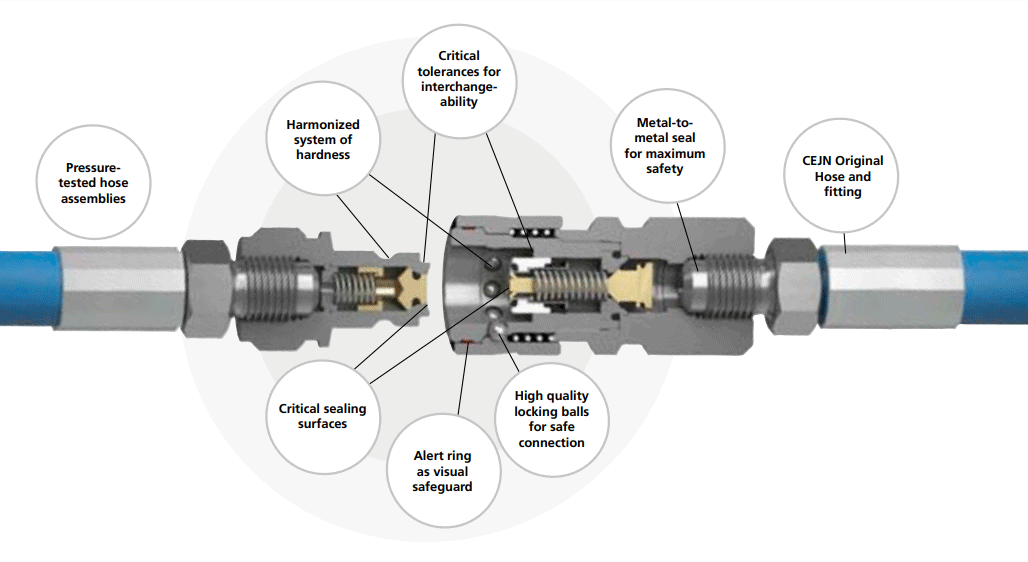 Critical
tolerances for
interchange-
ability
Harmonized
system of
hardness
Metal-to-
metal seal
for maximum
safety
Pressure-
tested hose
assemblies
CEJN Original
Hose and
fitting
Critical sealing
surfaces
High quality
locking balls
for safe
connection
Alert ring
as visual
safeguard